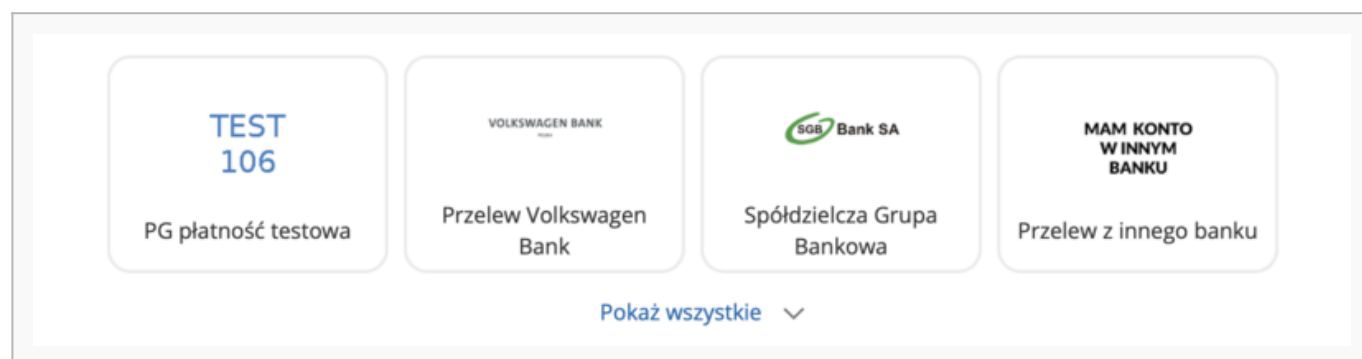 TEST
106
PG płatność testowa
VOLKSWAGEN BANK
Przelew Volkswagen
Bank
SGB Bank SA
Spółdzielcza Grupa
Bankowa
MAM KONTO
W INNYM
BANKU
Przelew z innego banku
Pokaż wszystkie